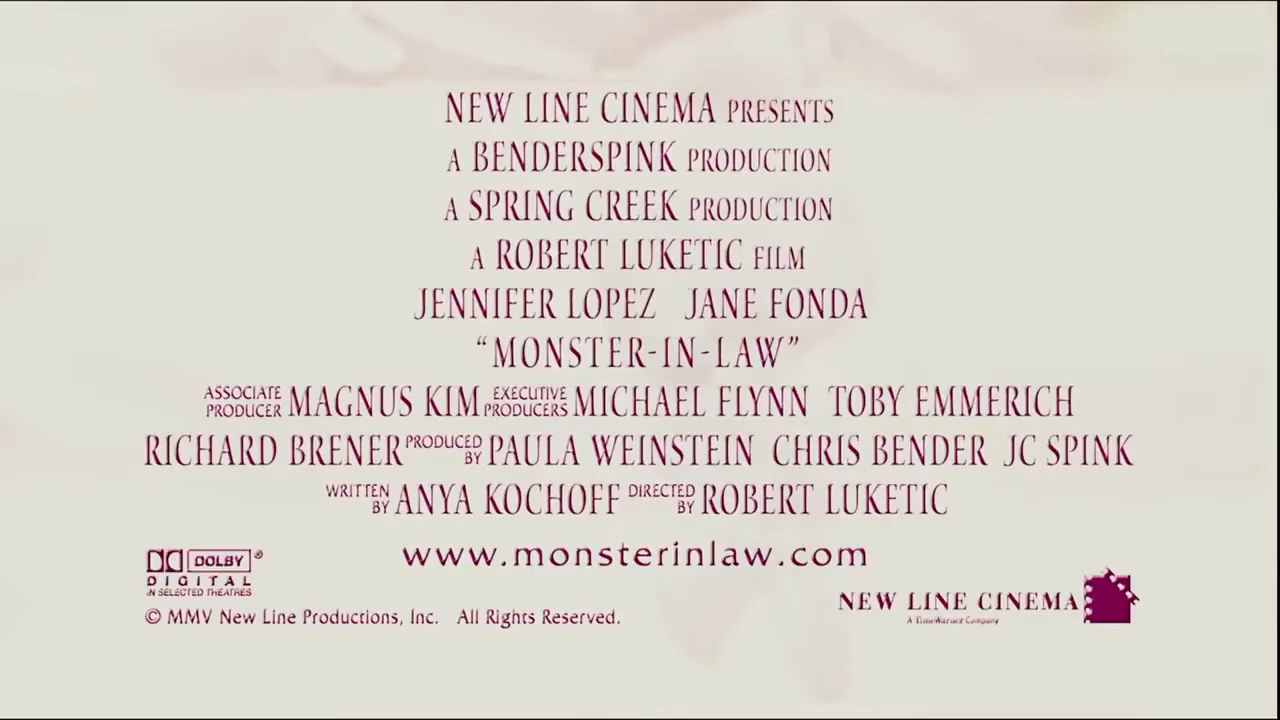 NEW LINE CINEMA PRESENTS
A BENDERSPINK PRODUCTION
A SPRING CREEK PRODUCTION
A ROBERT LUKETIC FILM
JENNIFER LOPEZ JANE FONDA
“MONSTER-IN-LAW”
ASSOCIATE PRODUCER MAGNUS KIM EXECUTIVE PRODUCERS MICHAEL FLYNN TOBY EMMERICH
RICHARD BRENER PRODUCED BY PAULA WEINSTEIN CHRIS BENDER JC SPINK
WRITTEN BY ANYA KOCHOFF DIRECTED BY ROBERT LUKETIC
www.monsterinlaw.com
DOLBY®
DIGITAL
IN SELECTED THEATRES
© MMV New Line Productions, Inc. All Rights Reserved.
NEW LINE CINEMA
A TimeWarner Company